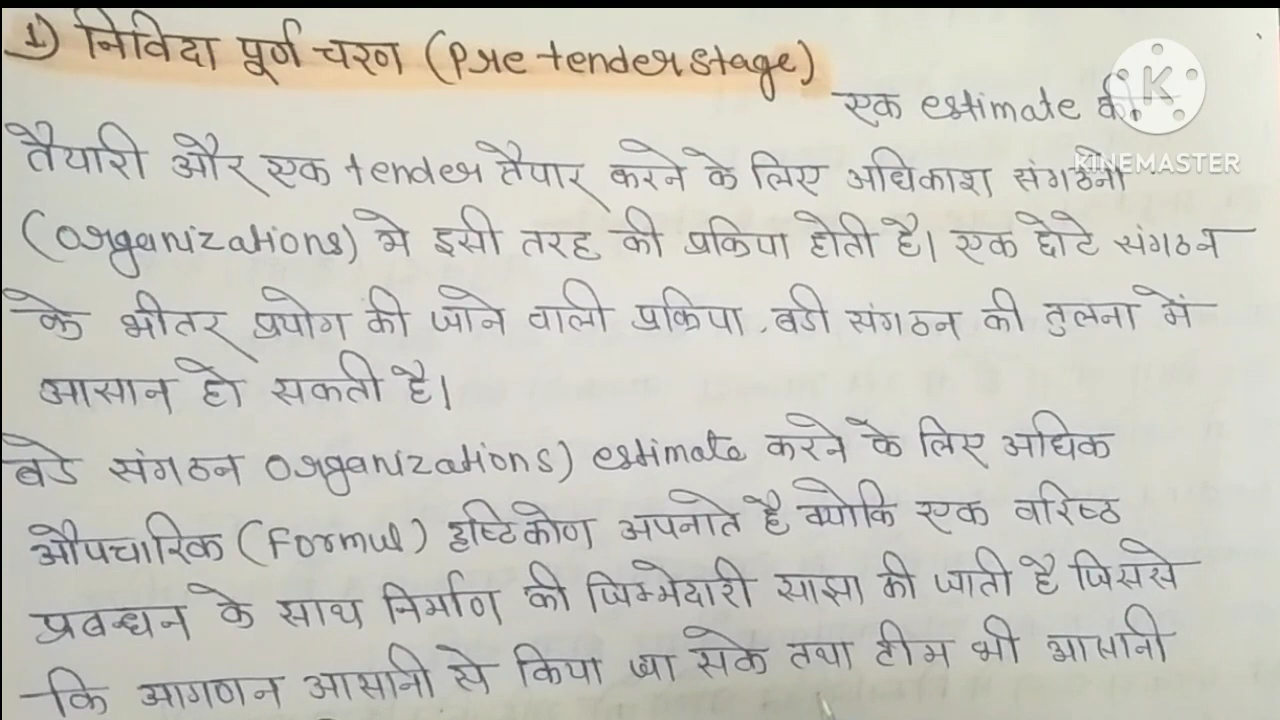 1) निविदा पूर्ण चरण (Pre tender stage)
एक estimate की
तैयारी और एक tender तैयार करने के लिए अधिकाश संगठनो
(organizations) मे इसी तरह की प्रकिया होती है। एक छोटे संगठन
के भीतर प्रयोग की जाने वाली प्रकिया बडी संगठन की तुलना में
आसान हो सकती है।
बडे संगठन organizations) estimate करने के लिए अधिक
औपचारिक (Formul) दृष्टिकोण अपनाते है क्योकि एक वरिष्ठ
प्रबन्धन के साथ निर्माण की जिम्मेदारी साझा की जाती है जिससे
कि आगणन आसानी से किया जा सके तथा टीम भी आसानी
K
KINEMASTER